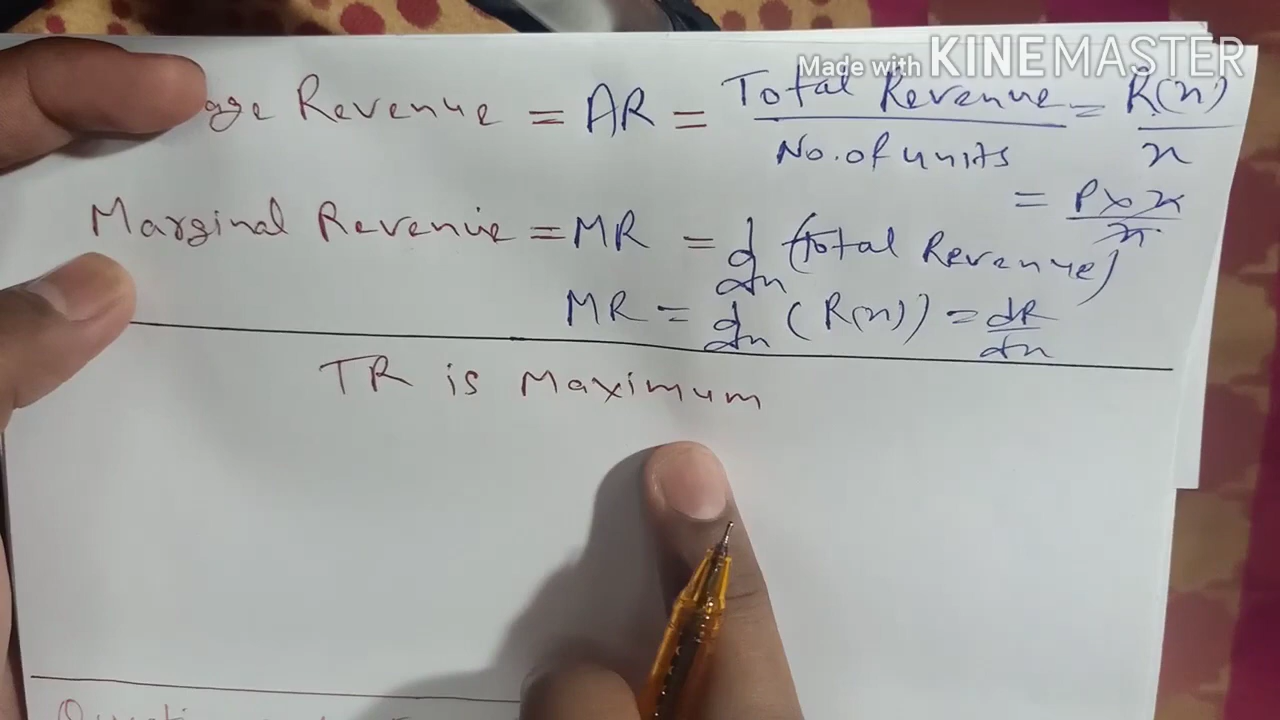 Made with KINEMASTER
age Revenue = AR = Total Revenue / No. of units = R(x) / x
= P × x / x
Marginal Revenue = MR = d/dx (Total Revenue)
MR = d/dx (R(x)) = dR/dx
TR is Maximum